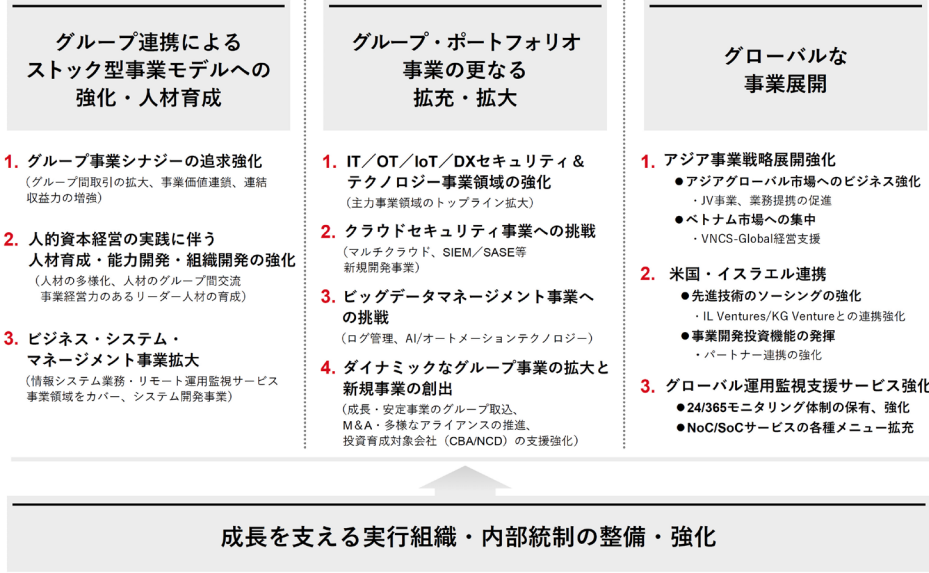 グループ連携による
ストック型事業モデルへの
強化・人材育成
1. グループ事業シナジーの追求強化
（グループ間取引の拡大、事業価値連鎖、連結
収益力の増強）
2. 人的資本経営の実践に伴う
人材育成・能力開発・組織開発の強化
（人材の多様化、人材のグループ間交流
事業経営力のあるリーダー人材の育成）
3. ビジネス・システム・
マネージメント事業拡大
（情報システム業務・リモート運用監視サービス
事業領域をカバー、システム開発事業）
グループ・ポートフォリオ
事業の更なる
拡充・拡大
1. IT／OT／IoT／DXセキュリティ＆
テクノロジー事業領域の強化
（主力事業領域のトップライン拡大）
2. クラウドセキュリティ事業への挑戦
（マルチクラウド、SIEM／SASE等
新規開発事業）
3. ビッグデータマネージメント事業へ
の挑戦
（ログ管理、AI/オートメーションテクノロジー）
4. ダイナミックなグループ事業の拡大と
新規事業の創出
（成長・安定事業のグループ取込、
M＆A・多様なアライアンスの推進、
投資育成対象会社（CBA/NCD）の支援強化）
グローバルな
事業展開
1. アジア事業戦略展開強化
●アジアグローバル市場へのビジネス強化
・JV事業、業務提携の促進
●ベトナム市場への集中
・VNCS-Global経営支援
2. 米国・イスラエル連携
●先進技術のソーシングの強化
・IL Ventures/KG Ventureとの連携強化
●事業開発投資機能の発揮
・パートナー連携の強化
3. グローバル運用監視支援サービス強化
●24/365モニタリング体制の保有、強化
●NoC/SoCサービスの各種メニュー拡充
成長を支える実行組織・内部統制の整備・強化